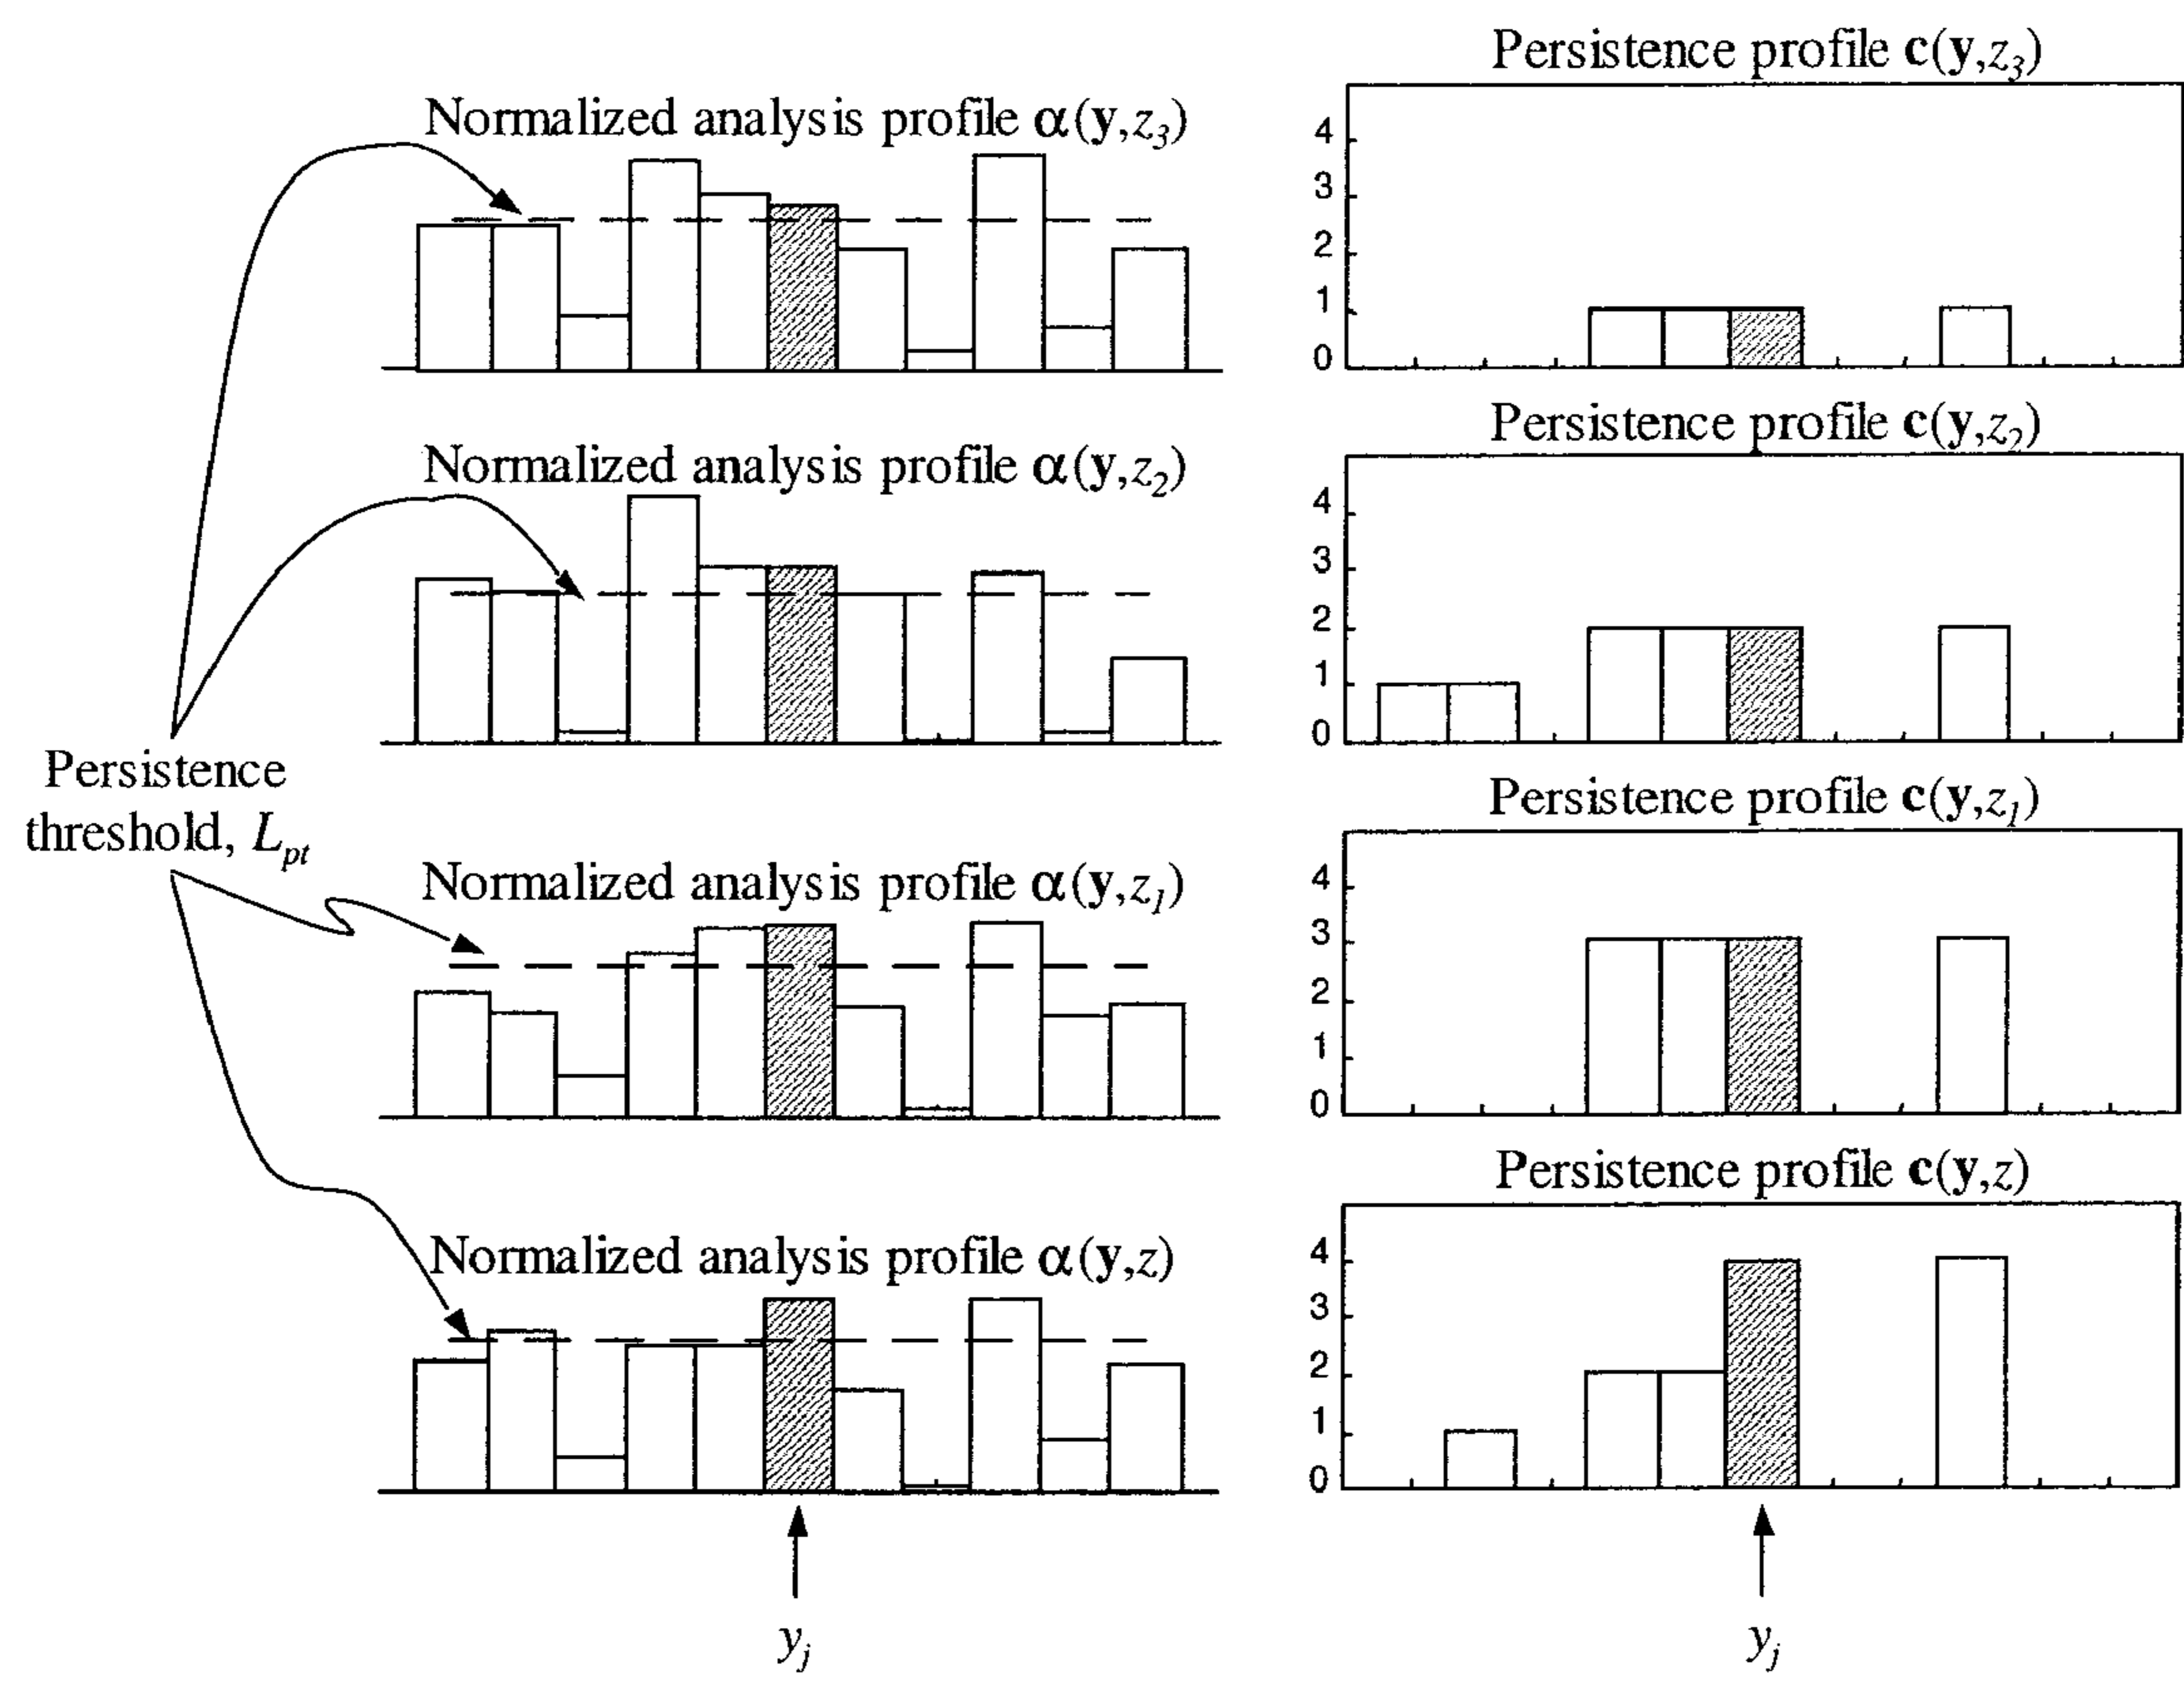 Persistence profile c(y,z3)
Normalized analysis profile α(y,z3)
4
3
2
1
0
Persistence profile c(y,z2)
Normalized analysis profile α(y,z2)
4
3
2
1
0
Persistence
threshold, Lpt
Persistence profile c(y,z1)
Normalized analysis profile α(y,z1)
4
3
2
1
0
Persistence profile c(y,z)
Normalized analysis profile α(y,z)
4
3
2
1
0
yj
yj